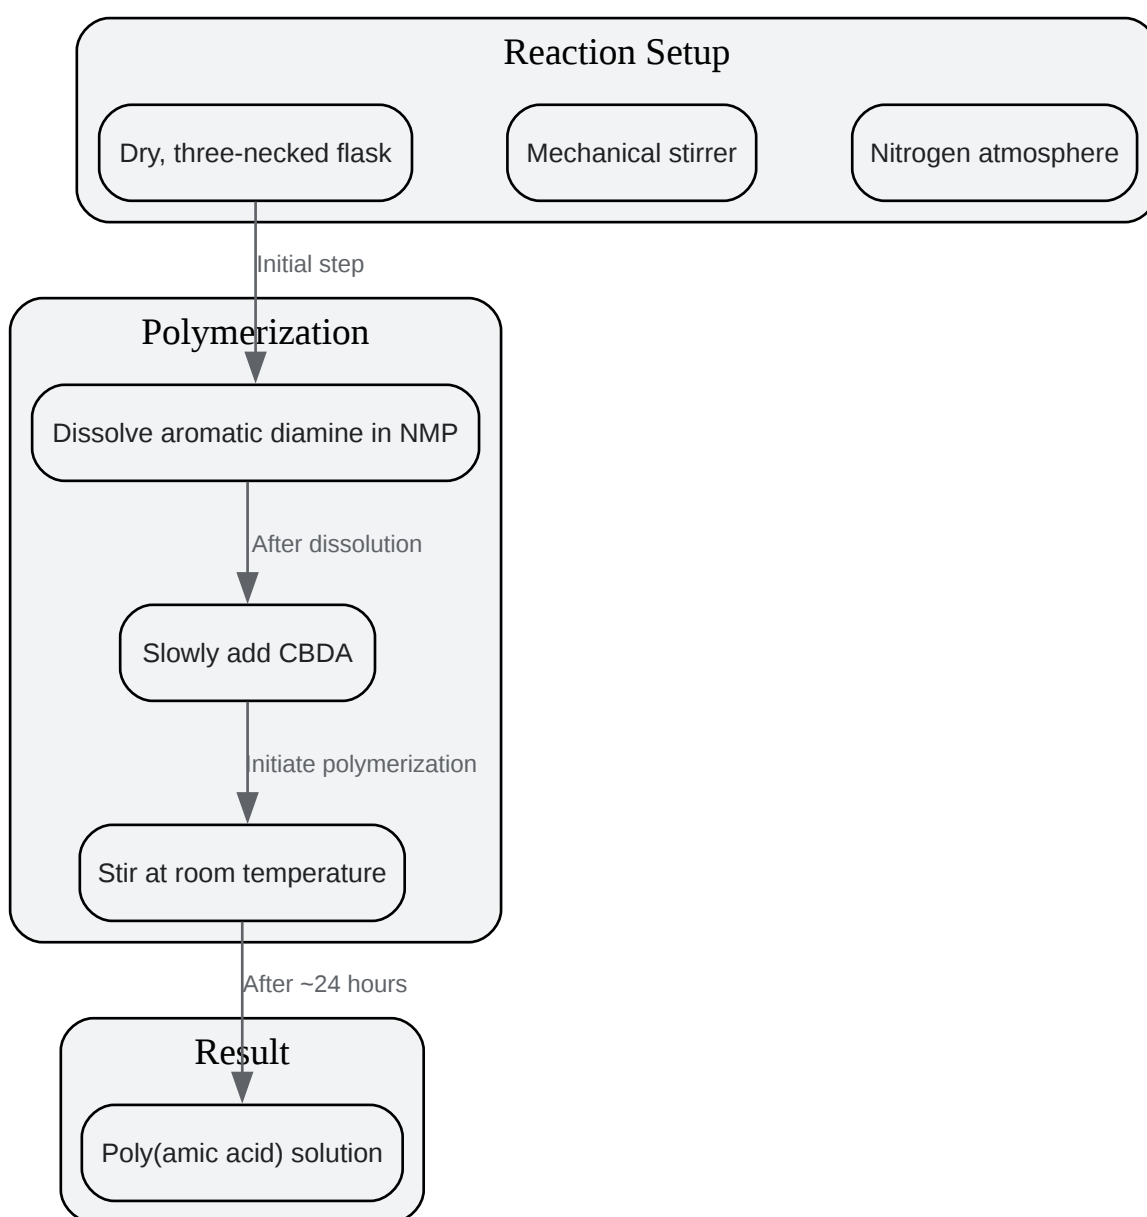 Reaction Setup
Dry, three-necked flask
Mechanical stirrer
Nitrogen atmosphere
Initial step
Polymerization
Dissolve aromatic diamine in NMP
After dissolution
Slowly add CBDA
Initiate polymerization
Stir at room temperature
After ~24 hours
Result
Poly(amic acid) solution